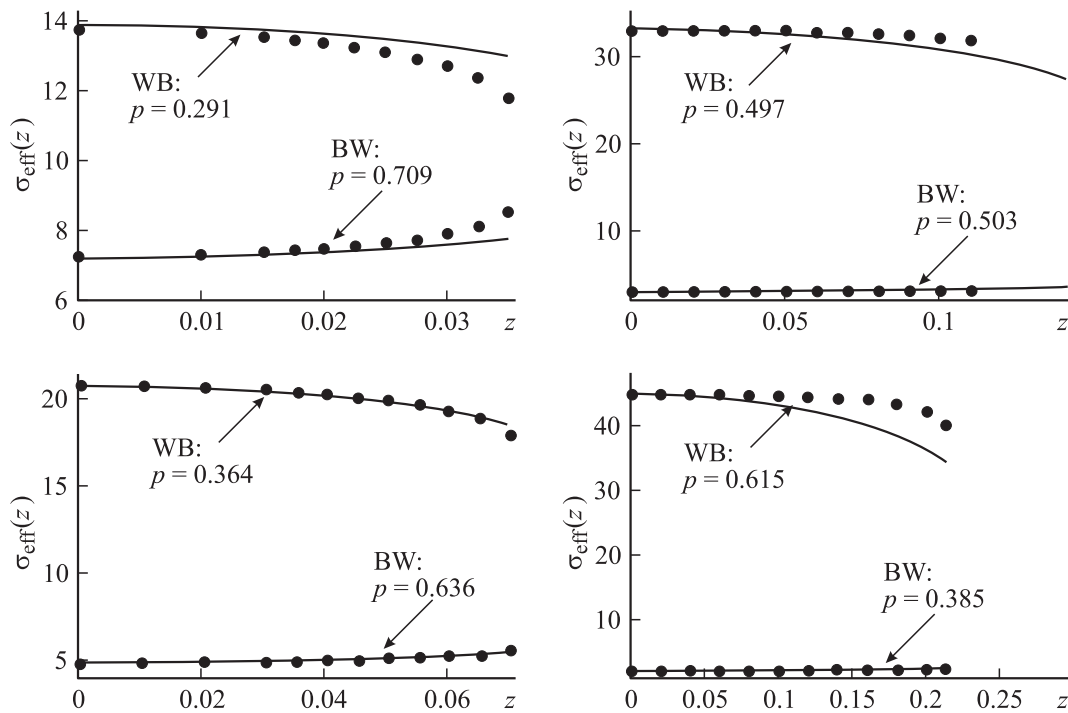 14
12
10
8
6
σeff(z)
WB:
p = 0.291
BW:
p = 0.709
0
0.01
0.02
0.03
z
30
20
10
σeff(z)
WB:
p = 0.497
BW:
p = 0.503
0
0.05
0.1
z
20
15
10
5
σeff(z)
WB:
p = 0.364
BW:
p = 0.636
0
0.02
0.04
0.06
z
40
30
20
10
σeff(z)
WB:
p = 0.615
BW:
p = 0.385
0
0.05
0.1
0.15
0.2
0.25
z